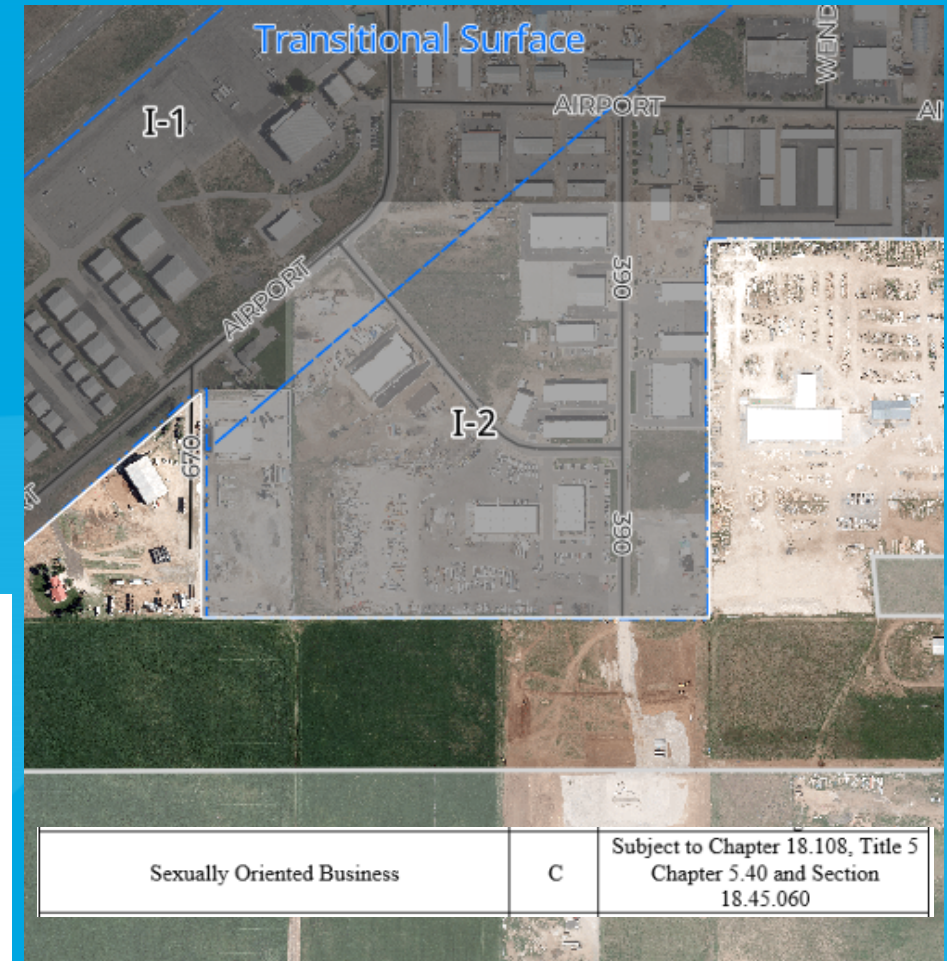 Transitional Surface
WEND
I-1
AIRPORT
AI
390
AIRPORT
I-2
670
390
Sexually Oriented Business
C
Subject to Chapter 18.108, Title 5
Chapter 5.40 and Section
18.45.060